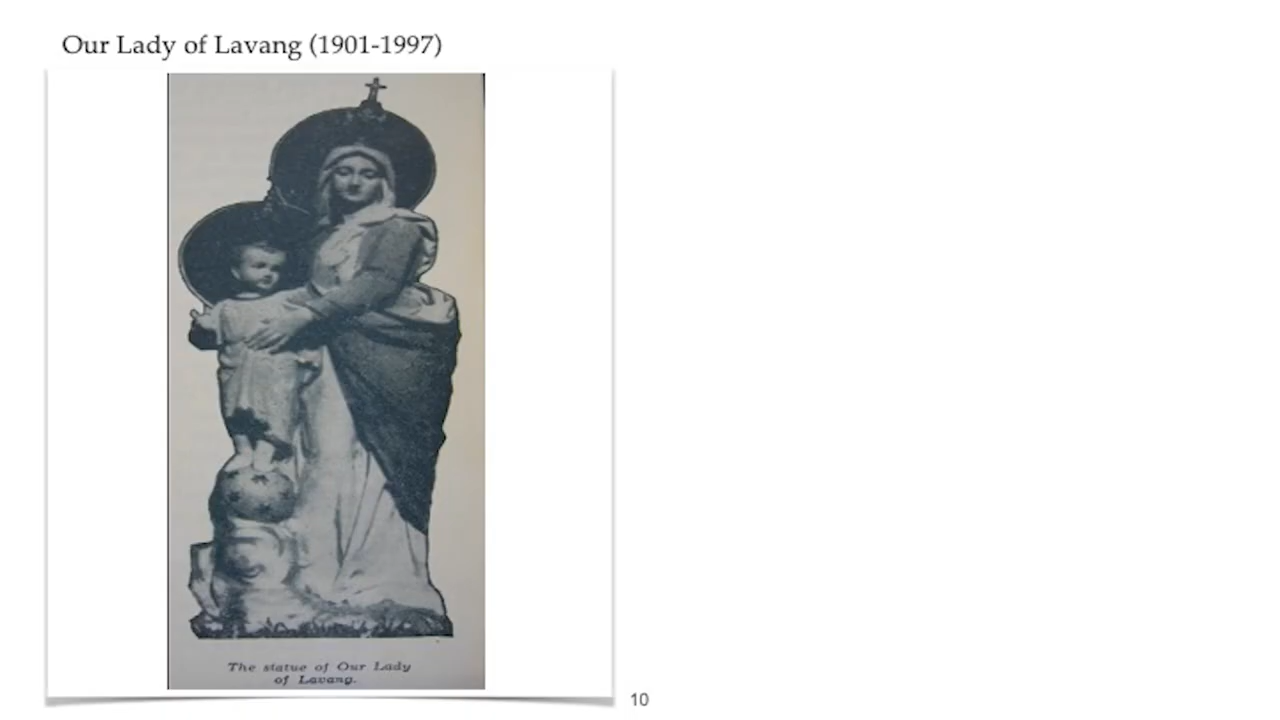 Our Lady of Lavang (1901-1997)
The statue of Our Lady
of Lavang.
10